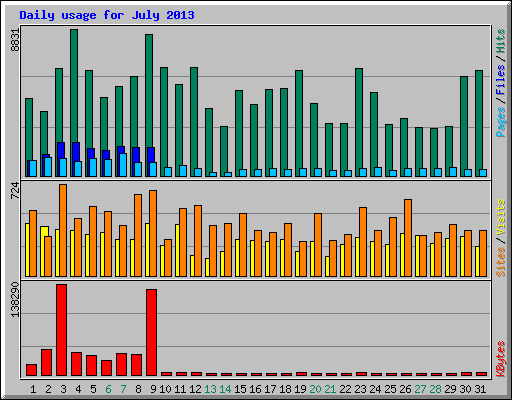 Daily usage for July 2013
8831
Pages / Files / Hits
724
Sites / Visits
138290
KBytes
1 2 3 4 5 6 7 8 9 10 11 12 13 14 15 16 17 18 19 20 21 22 23 24 25 26 27 28 29 30 31